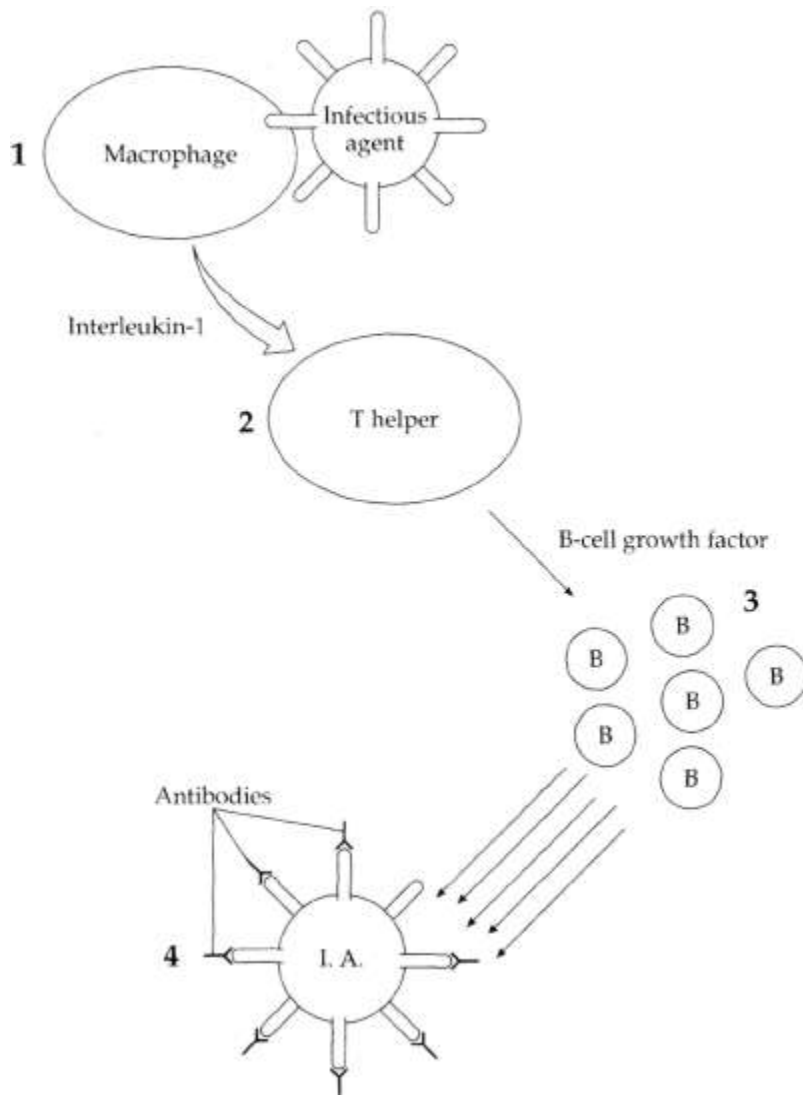 1
Macrophage
Infectious
agent
Interleukin-1
2
T helper
B-cell growth factor
3
B
B
B
B
B
B
Antibodies
4
I. A.